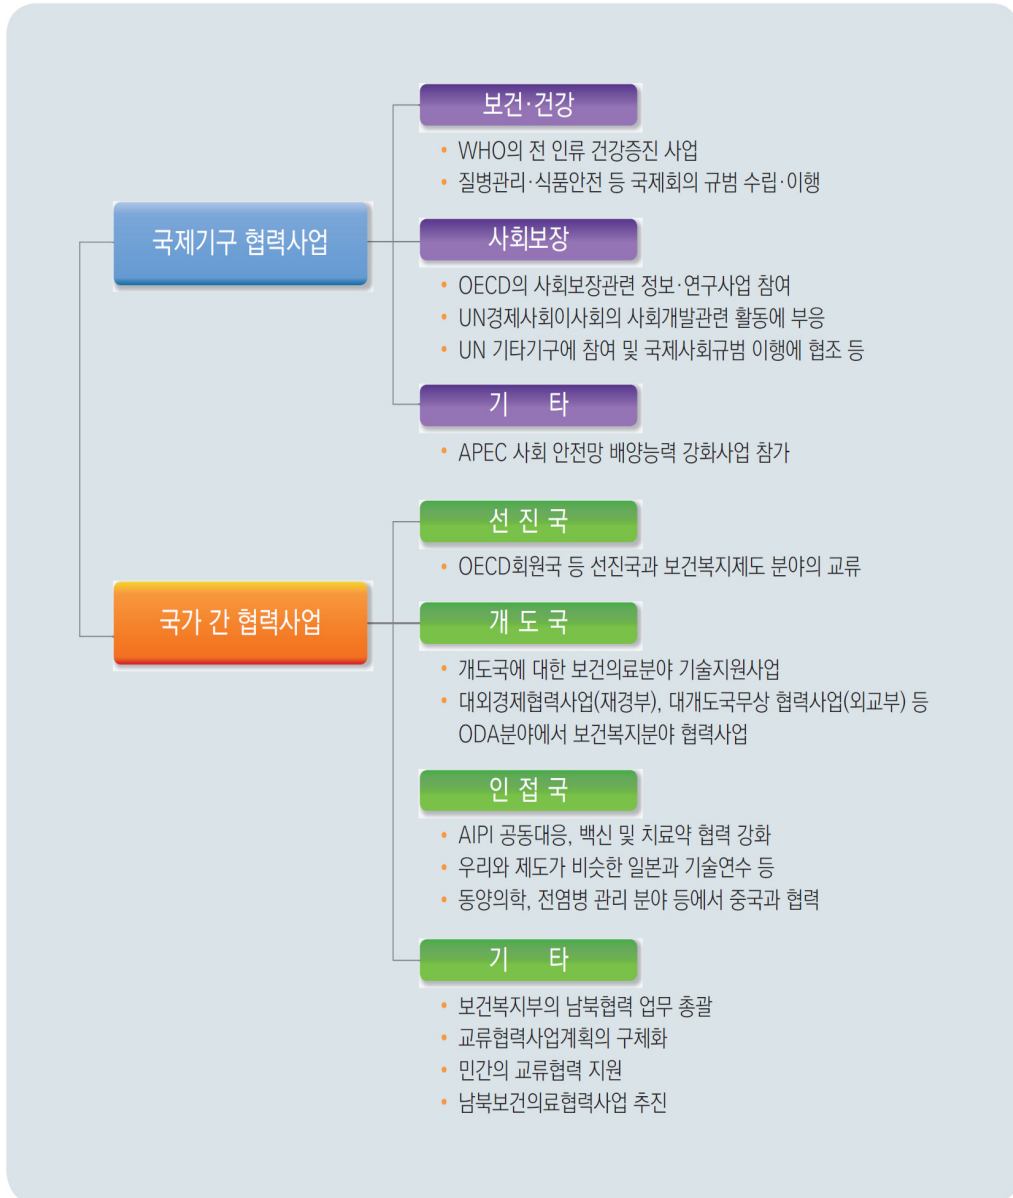 보건·건강
• WHO의 전 인류 건강증진 사업
• 질병관리·식품안전 등 국제회의 규범 수립·이행
국제기구 협력사업
사회보장
• OECD의 사회보장관련 정보·연구사업 참여
• UN경제사회이사회의 사회개발관련 활동에 부응
• UN 기타기구에 참여 및 국제사회규범 이행에 협조 등
기 타
• APEC 사회 안전망 배양능력 강화사업 참가
선 진 국
• OECD회원국 등 선진국과 보건복지제도 분야의 교류
국가 간 협력사업
개 도 국
• 개도국에 대한 보건의료분야 기술지원사업
• 대외경제협력사업(재경부), 대개도국무상 협력사업(외교부) 등
ODA분야에서 보건복지분야 협력사업
인 접 국
• AIPI 공동대응, 백신 및 치료약 협력 강화
• 우리와 제도가 비슷한 일본과 기술연수 등
• 동양의학, 전염병 관리 분야 등에서 중국과 협력
기 타
• 보건복지부의 남북협력 업무 총괄
• 교류협력사업계획의 구체화
• 민간의 교류협력 지원
• 남북보건의료협력사업 추진